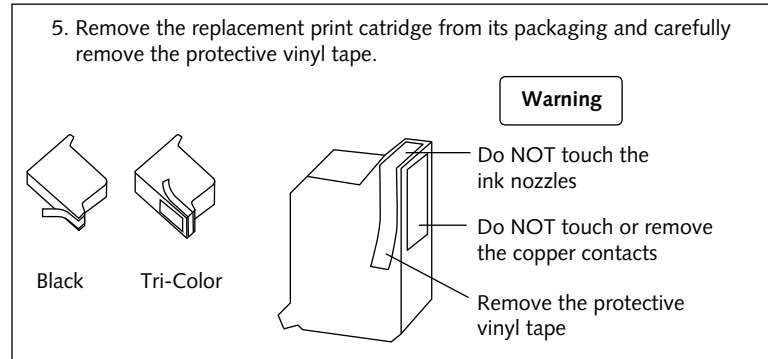 5. Remove the replacement print catridge from its packaging and carefully
remove the protective vinyl tape.
Warning
Do NOT touch the
ink nozzles
Do NOT touch or remove
the copper contacts
Remove the protective
vinyl tape
Black
Tri-Color